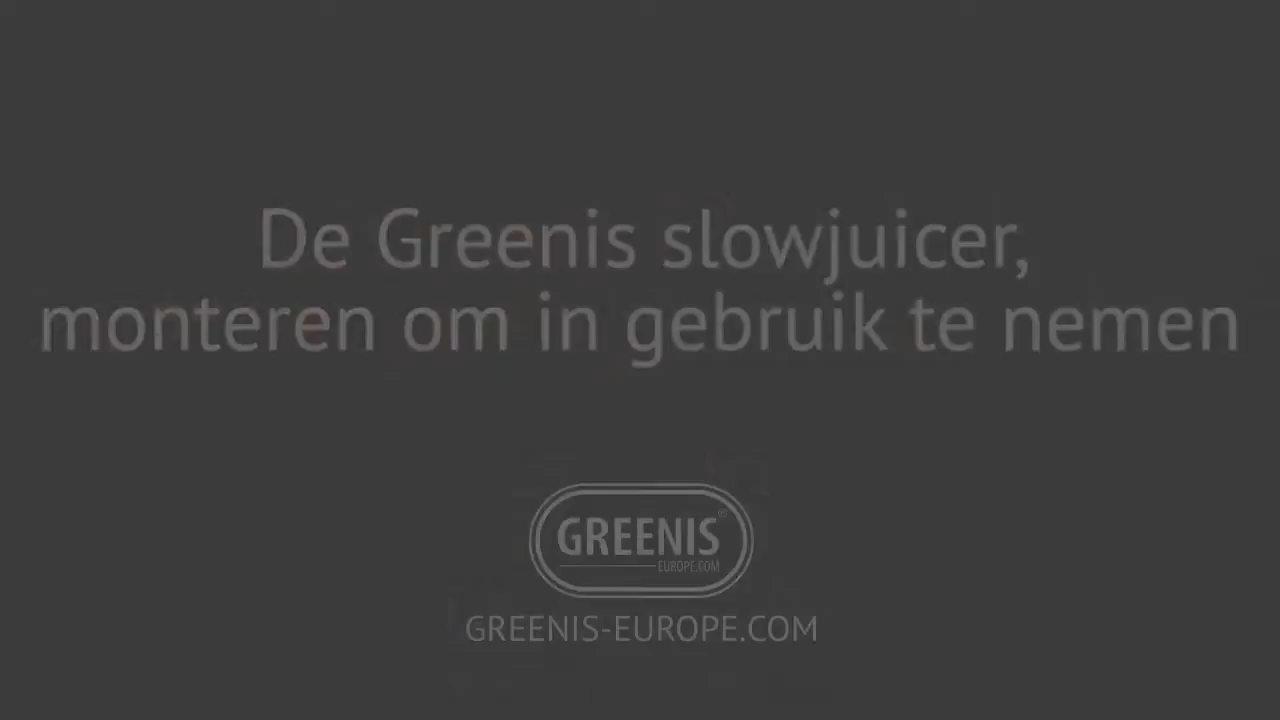 De Greenis slowjuicer,
monteren om in gebruik te nemen
GREENIS®
EUROPE.COM
GREENIS-EUROPE.COM